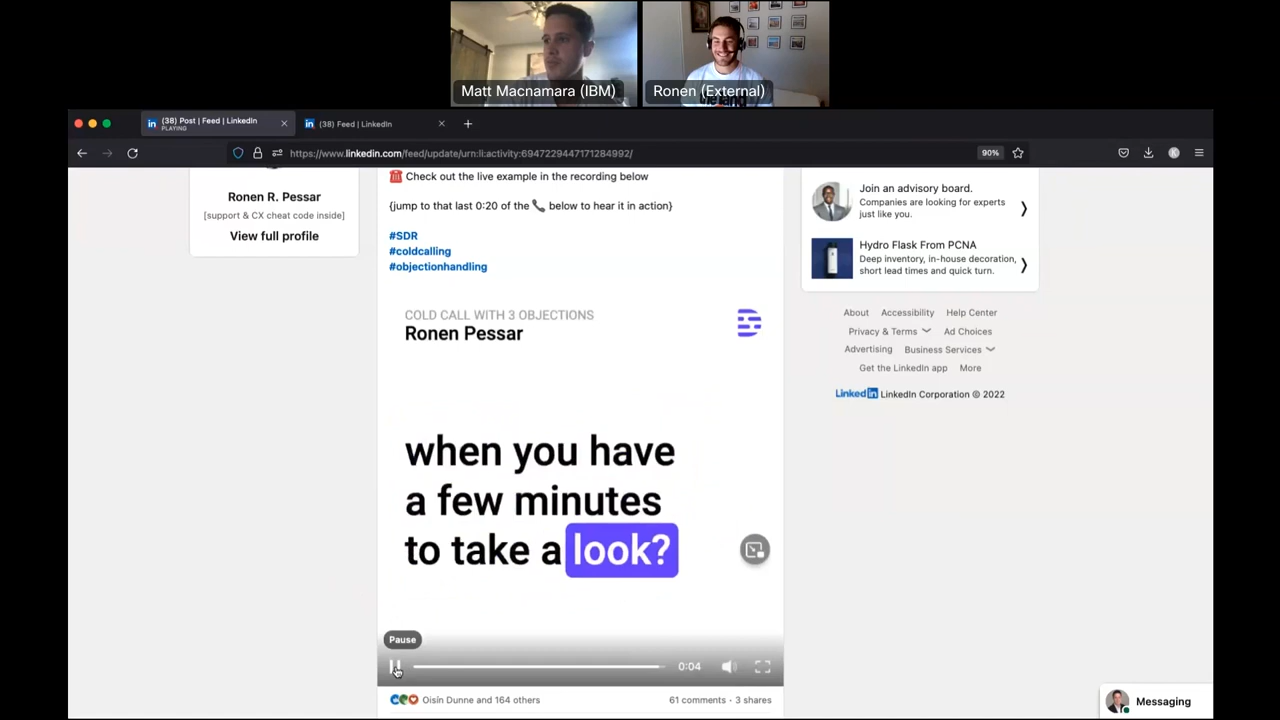 Matt Macnamara (IBM)
Ronen (External)
(38) Post | Feed | LinkedIn
PLAYING
(38) Feed | LinkedIn
https://www.linkedin.com/feed/update/urn:li:activity:6947229447171284992/
90%
K
Ronen R. Pessar
[support & CX cheat code inside]
View full profile
Check out the live example in the recording below
{jump to that last 0:20 of the 📞 below to hear it in action}
#SDR
#coldcalling
#objectionhandling
COLD CALL WITH 3 OBJECTIONS
Ronen Pessar
when you have
a few minutes
to take a look?
Pause
0:04
Oisín Dunne and 164 others
61 comments · 3 shares
Join an advisory board.
Companies are looking for experts
just like you.
Hydro Flask From PCNA
Deep inventory, in-house decoration,
short lead times and quick turn.
About Accessibility Help Center
Privacy & Terms Ad Choices
Advertising Business Services
Get the LinkedIn app More
LinkedIn LinkedIn Corporation © 2022
Messaging